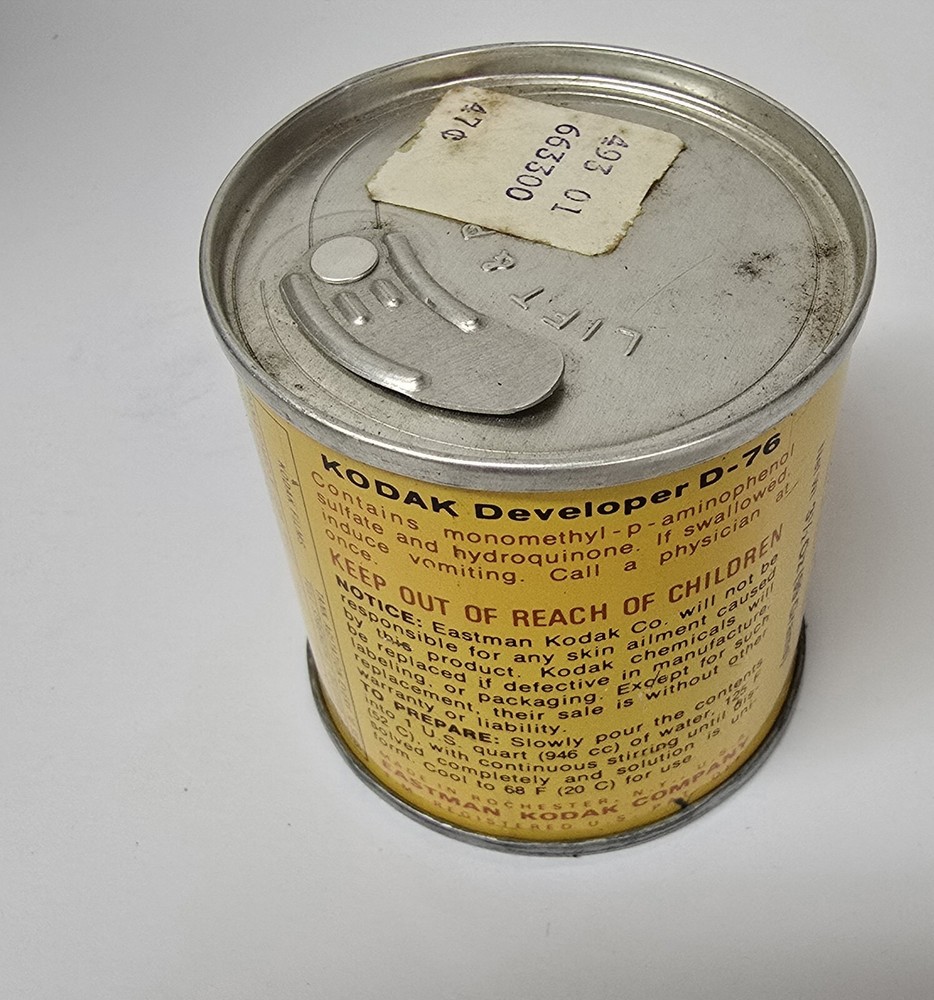 47¢
663300
493 01
LIFT &
KODAK Developer D-76
Contains monomethyl-p-aminophenol
sulfate and hydroquinone. If swallowed,
induce vomiting. Call a physician at
once.
KEEP OUT OF REACH OF CHILDREN
NOTICE: Eastman Kodak Co. will not be
responsible for any skin ailment caused
by this product. Kodak chemicals will
be replaced if defective in manufacture,
labeling, or packaging. Except for such
replacement, their sale is without other
warranty or liability.
TO PREPARE: Slowly pour the contents
into 1 U.S. quart (946 cc) of water, 125 F
(52 C), with continuous stirring until dis-
solved completely and solution is uni-
form. Cool to 68 F (20 C) for use
IN ROCHESTER, N.Y., U.S.A.
EASTMAN KODAK COMPANY
REGISTERED U.S. PAT.